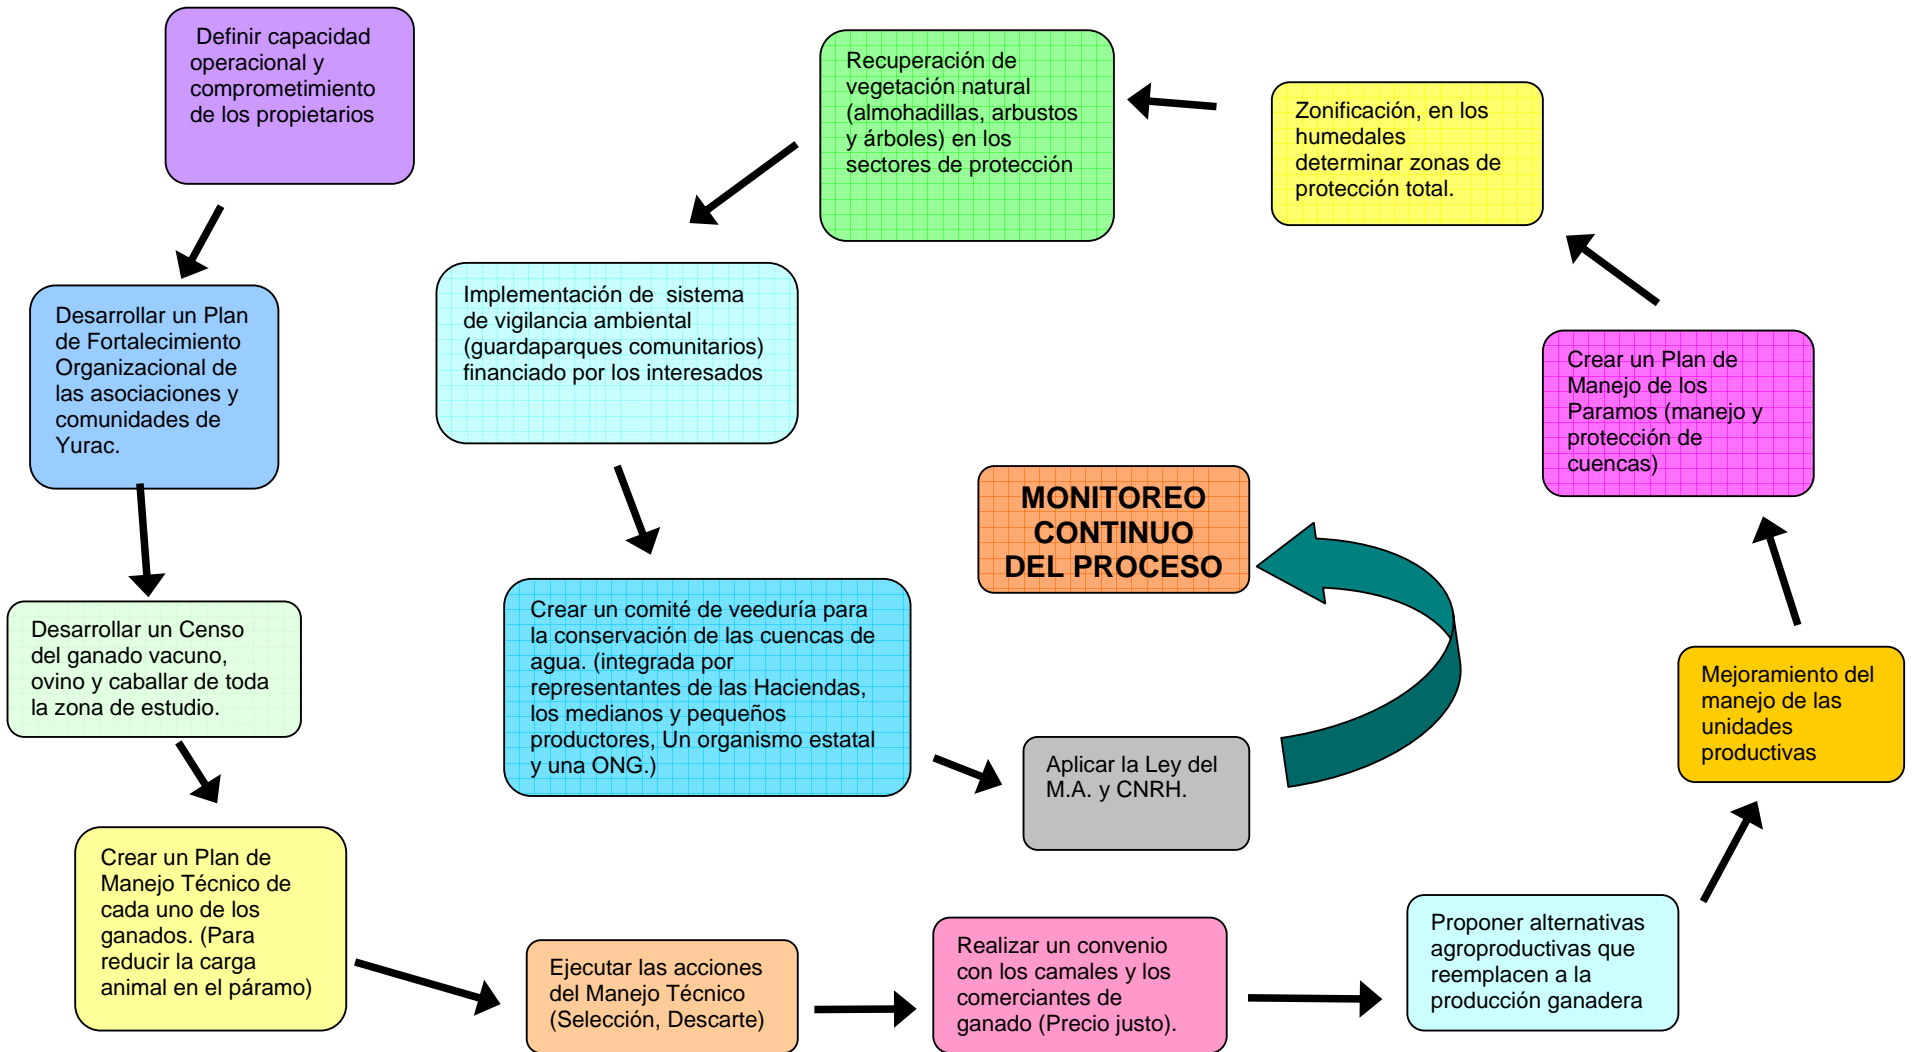 Definir capacidad
operacional y
comprometimiento
de los propietarios
Desarrollar un Plan
de Fortalecimiento
Organizacional de
las asociaciones y
comunidades de
Yurac.
Desarrollar un Censo
del ganado vacuno,
ovino y caballar de toda
la zona de estudio.
Crear un Plan de
Manejo Técnico de
cada uno de los
ganados. (Para
reducir la carga
animal en el páramo)
Ejecutar las acciones
del Manejo Técnico
(Selección, Descarte)
Realizar un convenio
con los camales y los
comerciantes de
ganado (Precio justo).
Proponer alternativas
agroproductivas que
reemplacen a la
producción ganadera
Mejoramiento del
manejo de las
unidades
productivas
Crear un Plan de
Manejo de los
Paramos (manejo y
protección de
cuencas)
Zonificación, en los
humedales
determinar zonas de
protección total.
Recuperación de
vegetación natural
(almohadillas, arbustos
y árboles) en los
sectores de protección
Implementación de  sistema
de vigilancia ambiental
(guardaparques comunitarios)
financiado por los interesados
Crear un comité de veeduría para
la conservación de las cuencas de
agua. (integrada por
representantes de las Haciendas,
los medianos y pequeños
productores, Un organismo estatal
y una ONG.)
Aplicar la Ley del
M.A. y CNRH.
MONITOREO
CONTINUO
DEL PROCESO